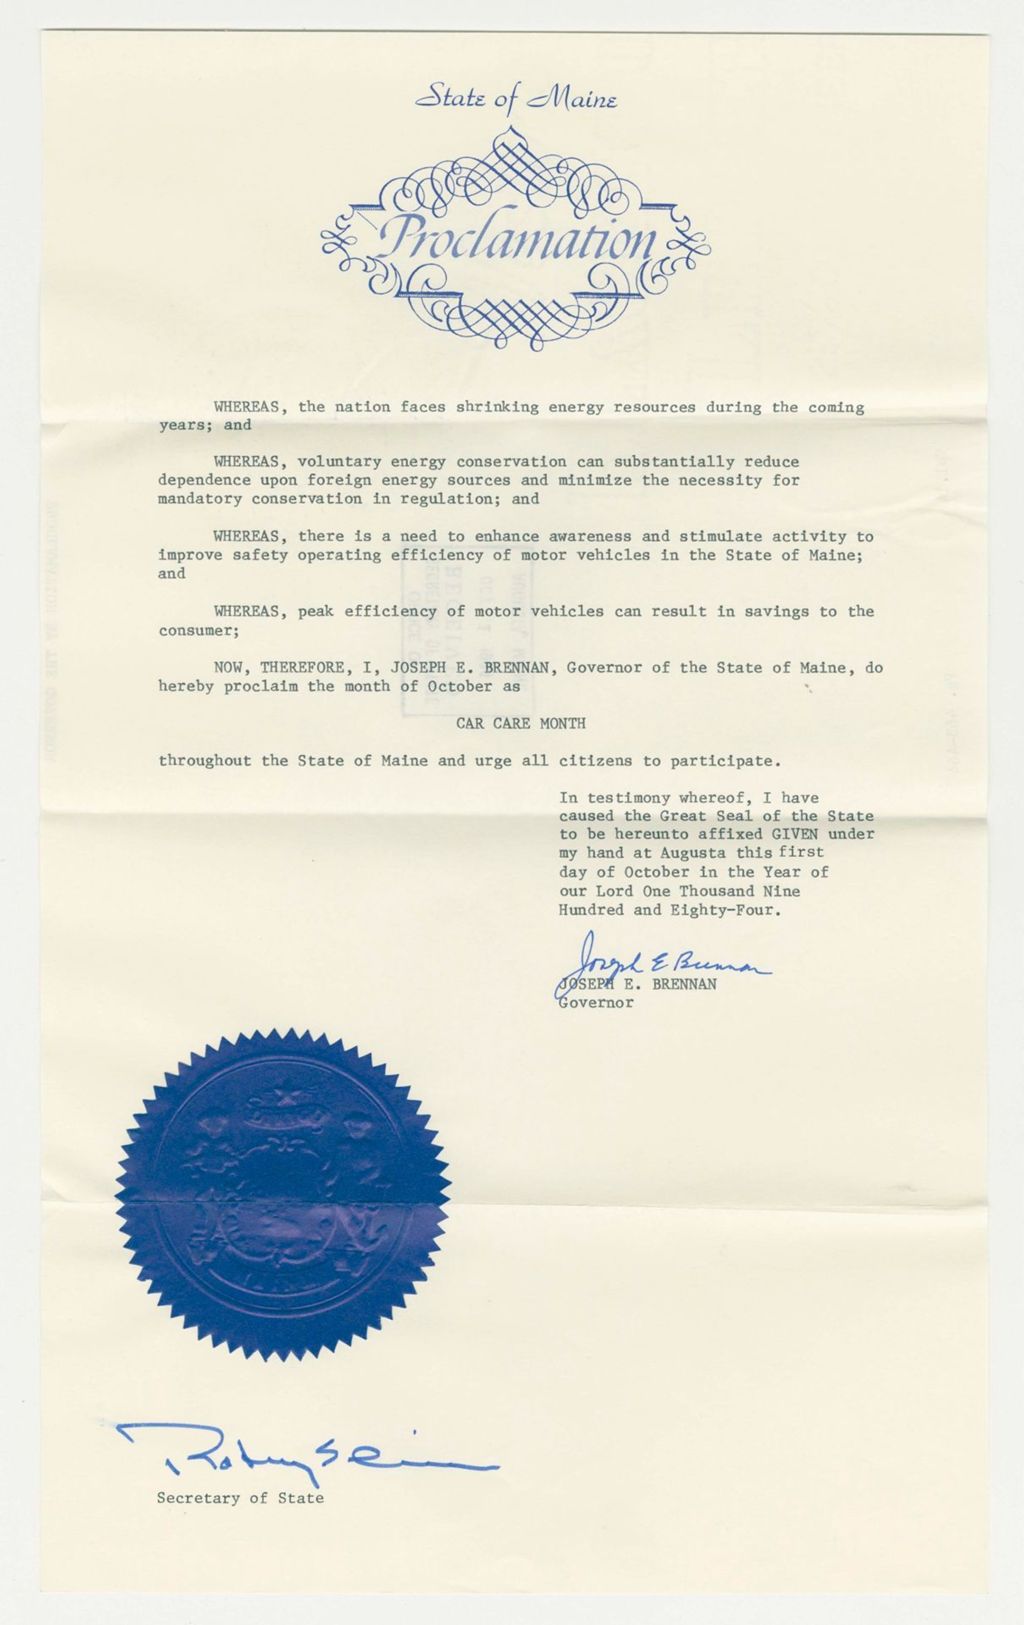 State of Maine
Proclamation
WHEREAS, the nation faces shrinking energy resources during the coming
years; and
WHEREAS, voluntary energy conservation can substantially reduce
dependence upon foreign energy sources and minimize the necessity for
mandatory conservation in regulation; and
WHEREAS, there is a need to enhance awareness and stimulate activity to
improve safety operating efficiency of motor vehicles in the State of Maine;
and
WHEREAS, peak efficiency of motor vehicles can result in savings to the
consumer;
NOW, THEREFORE, I, JOSEPH E. BRENNAN, Governor of the State of Maine, do
hereby proclaim the month of October as
CAR CARE MONTH
throughout the State of Maine and urge all citizens to participate.
In testimony whereof, I have
caused the Great Seal of the State
to be hereunto affixed GIVEN under
my hand at Augusta this first
day of October in the Year of
our Lord One Thousand Nine
Hundred and Eighty-Four.
Joseph E Brennan
JOSEPH E. BRENNAN
Governor
Secretary of State